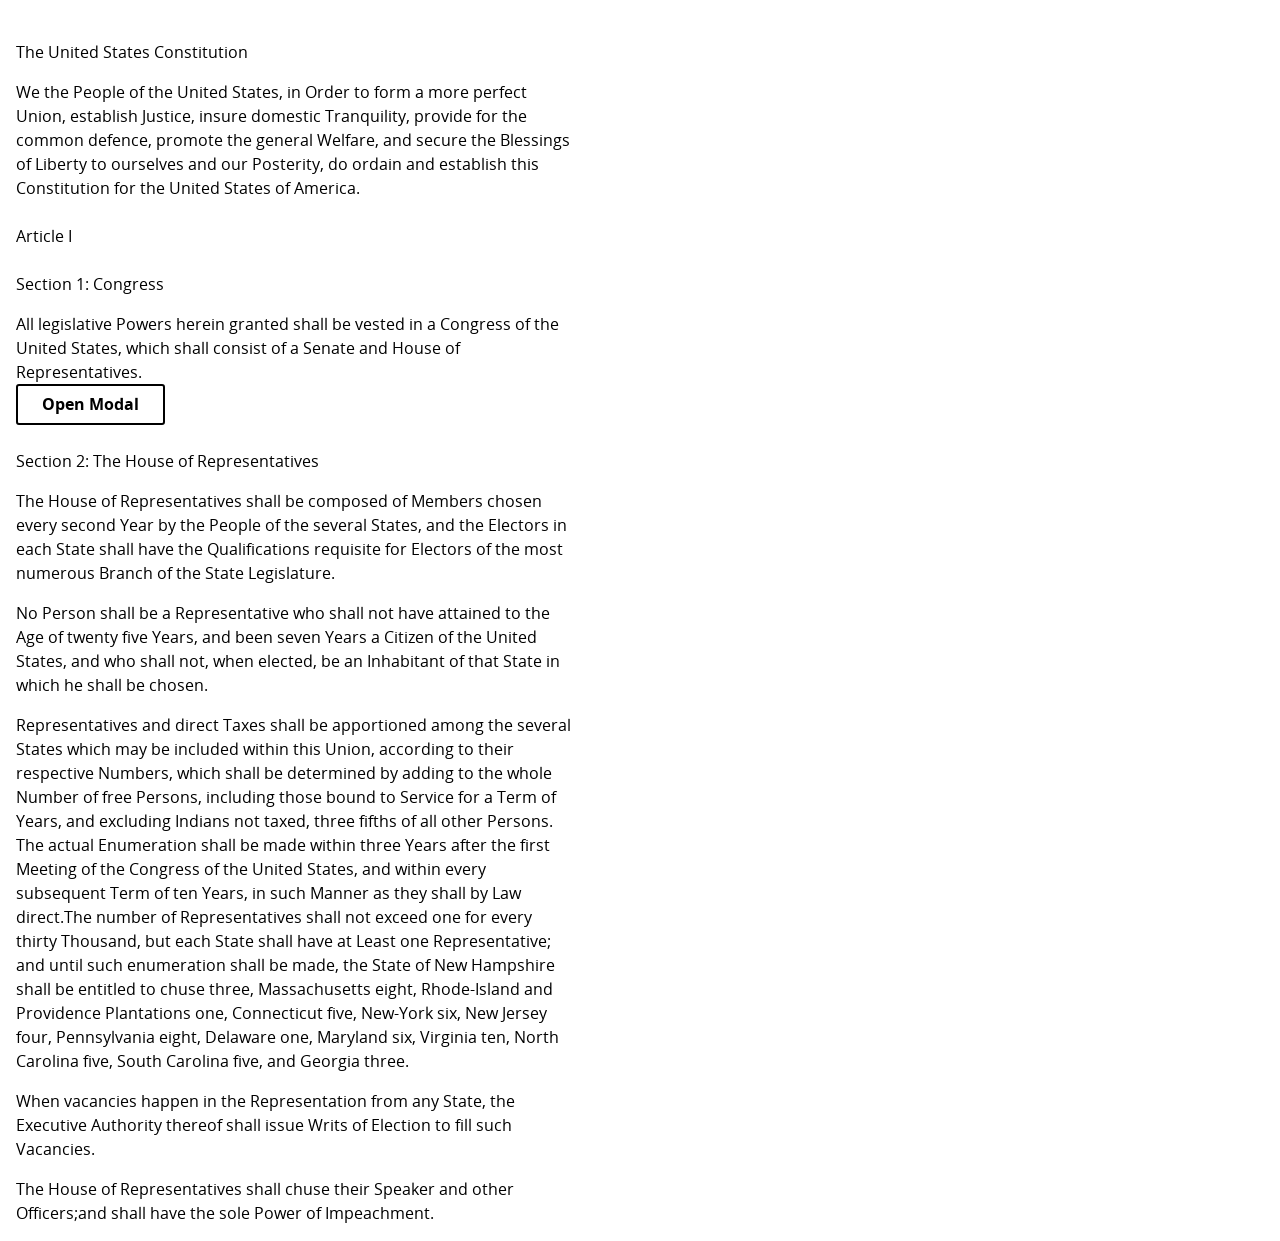 The United States Constitution
We the People of the United States, in Order to form a more perfect
Union, establish Justice, insure domestic Tranquility, provide for the
common defence, promote the general Welfare, and secure the Blessings
of Liberty to ourselves and our Posterity, do ordain and establish this
Constitution for the United States of America.
Article I
Section 1: Congress
All legislative Powers herein granted shall be vested in a Congress of the
United States, which shall consist of a Senate and House of
Representatives.
Open Modal
Section 2: The House of Representatives
The House of Representatives shall be composed of Members chosen
every second Year by the People of the several States, and the Electors in
each State shall have the Qualifications requisite for Electors of the most
numerous Branch of the State Legislature.
No Person shall be a Representative who shall not have attained to the
Age of twenty five Years, and been seven Years a Citizen of the United
States, and who shall not, when elected, be an Inhabitant of that State in
which he shall be chosen.
Representatives and direct Taxes shall be apportioned among the several
States which may be included within this Union, according to their
respective Numbers, which shall be determined by adding to the whole
Number of free Persons, including those bound to Service for a Term of
Years, and excluding Indians not taxed, three fifths of all other Persons.
The actual Enumeration shall be made within three Years after the first
Meeting of the Congress of the United States, and within every
subsequent Term of ten Years, in such Manner as they shall by Law
direct.The number of Representatives shall not exceed one for every
thirty Thousand, but each State shall have at Least one Representative;
and until such enumeration shall be made, the State of New Hampshire
shall be entitled to chuse three, Massachusetts eight, Rhode-Island and
Providence Plantations one, Connecticut five, New-York six, New Jersey
four, Pennsylvania eight, Delaware one, Maryland six, Virginia ten, North
Carolina five, South Carolina five, and Georgia three.
When vacancies happen in the Representation from any State, the
Executive Authority thereof shall issue Writs of Election to fill such
Vacancies.
The House of Representatives shall chuse their Speaker and other
Officers;and shall have the sole Power of Impeachment.